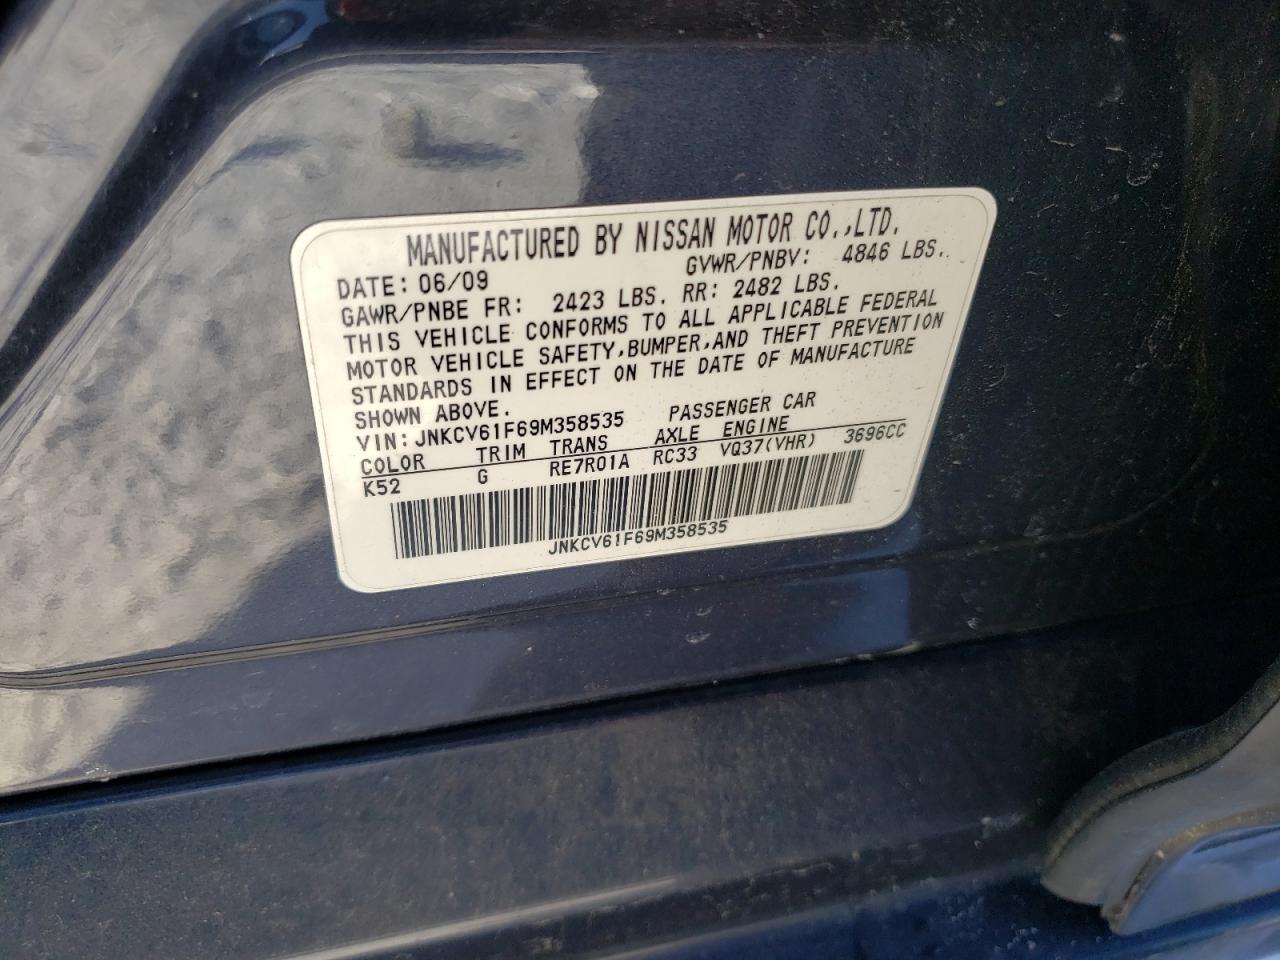 MANUFACTURED BY NISSAN MOTOR CO.,LTD.
DATE: 06/09 GVWR/PNBV: 4846 LBS.
GAWR/PNBE FR: 2423 LBS. RR: 2482 LBS.
THIS VEHICLE CONFORMS TO ALL APPLICABLE FEDERAL
MOTOR VEHICLE SAFETY,BUMPER,AND THEFT PREVENTION
STANDARDS IN EFFECT ON THE DATE OF MANUFACTURE
SHOWN ABOVE.
VIN:JNKCV61F69M358535 PASSENGER CAR
COLOR TRIM TRANS AXLE ENGINE
K52 G RE7R01A RC33 VQ37(VHR) 3696CC
JNKCV61F69M358535